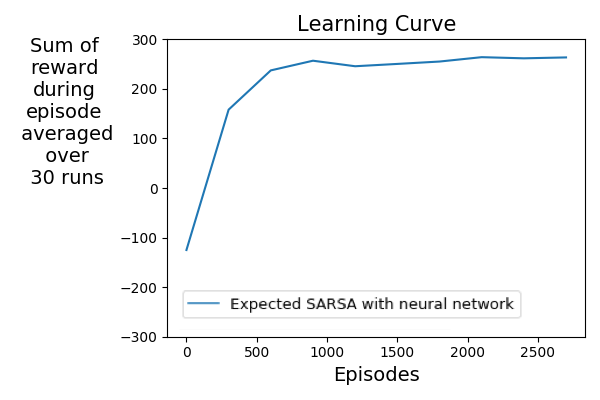 Learning Curve
Sum of
reward
during
episode
averaged
over
30 runs
300
200
100
0
−100
−200
−300
Expected SARSA with neural network
0 500 1000 1500 2000 2500
Episodes